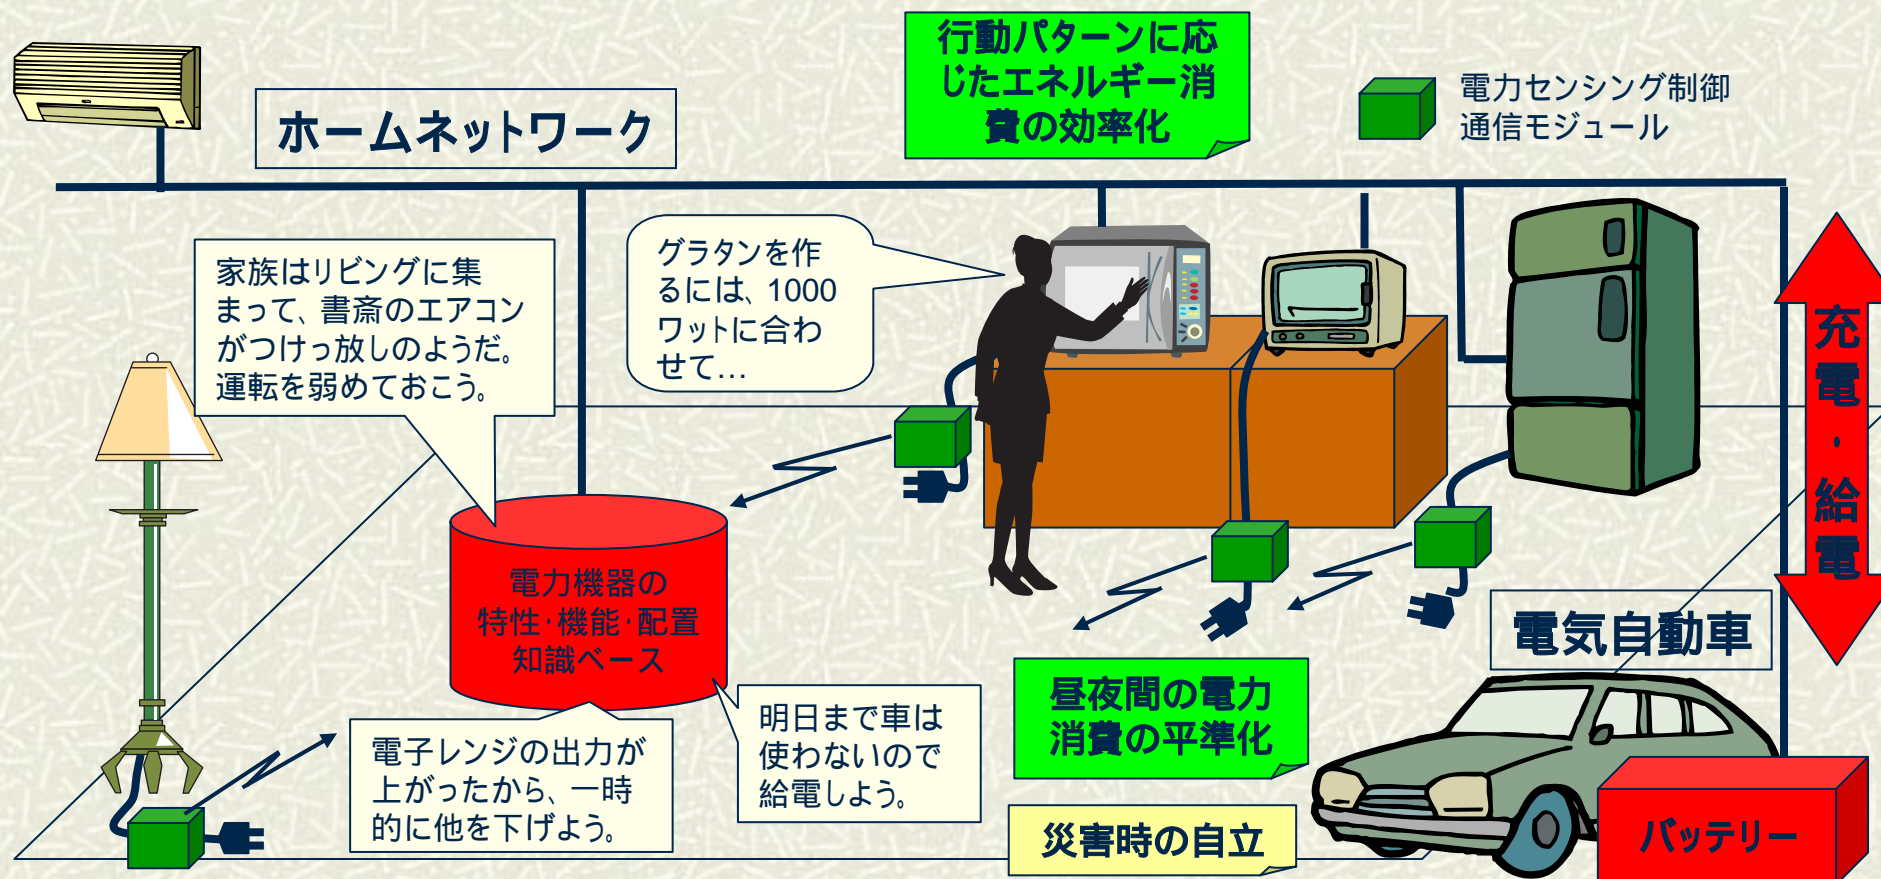 行動パターンに応
じたエネルギー消
費の効率化
電力センシング制御
通信モジュール
ホームネットワーク
家族はリビングに集
まって、書斎のエアコン
がつけっ放しのようだ。
運転を弱めておこう。
グラタンを作
るには、1000
ワットに合わ
せて…
充
電
・
給
電
電力機器の
特性・機能・配置
知識ベース
電気自動車
昼夜間の電力
消費の平準化
明日まで車は
使わないので
給電しよう。
電子レンジの出力が
上がったから、一時
的に他を下げよう。
災害時の自立
バッテリー